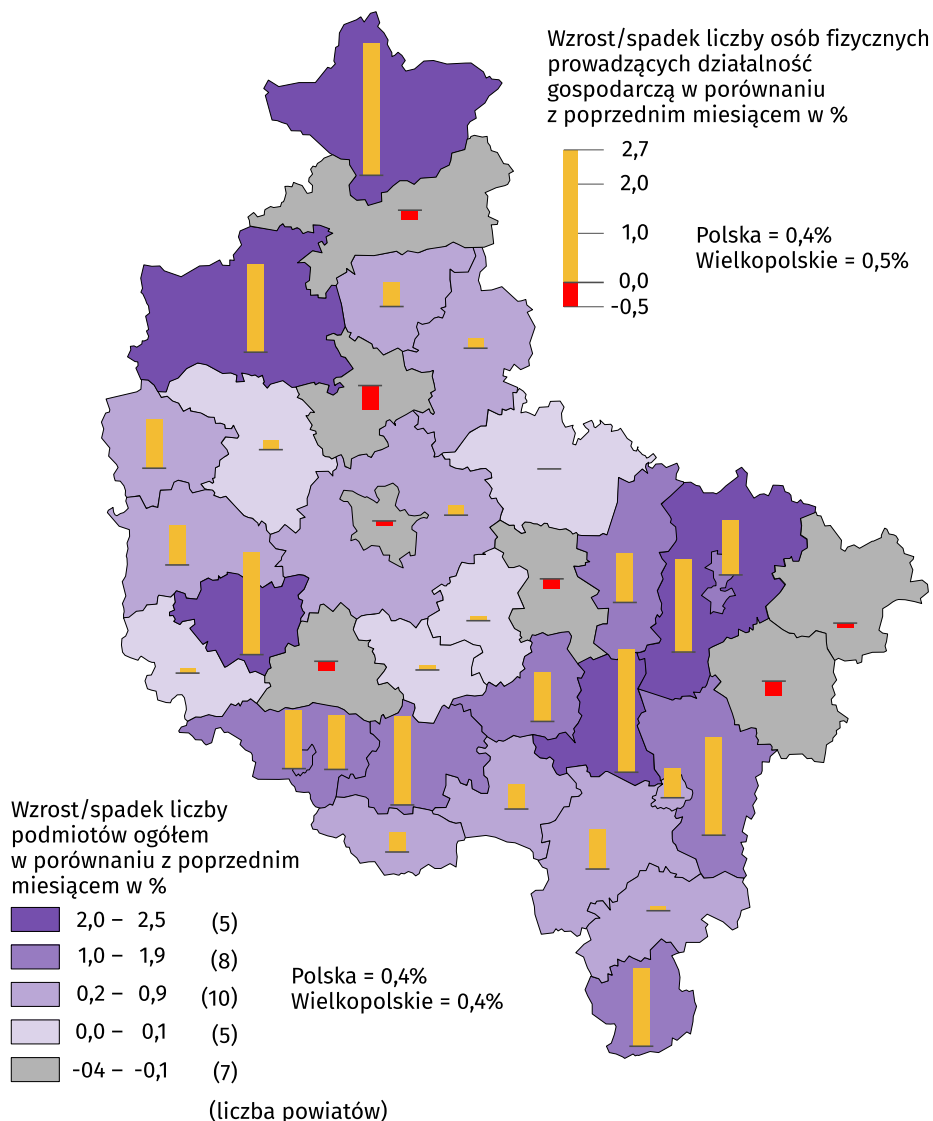 Wzrost/spadek liczby osób fizycznych
prowadzących działalność
gospodarczą w porównaniu
z poprzednim miesiącem w %
2,7
2,0
1,0
0,0
-0,5
Polska = 0,4%
Wielkopolskie = 0,5%
Wzrost/spadek liczby
podmiotów ogółem
w porównaniu z poprzednim
miesiącem w %
2,0 – 2,5 (5)
1,0 – 1,9 (8)
0,2 – 0,9 (10)
0,0 – 0,1 (5)
-04 – -0,1 (7)
(liczba powiatów)
Polska = 0,4%
Wielkopolskie = 0,4%